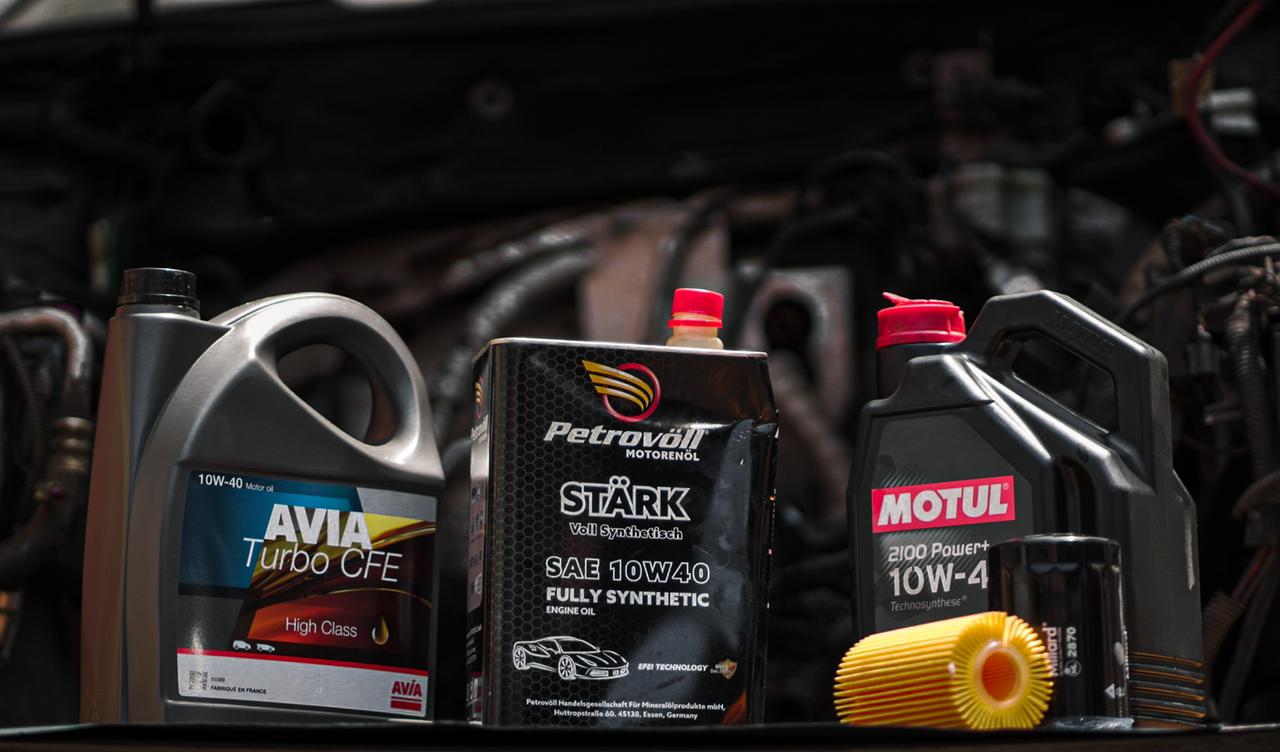 10W-40 Motor oil
AVIA
Turbo CFE
High Class
55589
FABRIQUÉ EN FRANCE
AVIA
Petrovöll
MOTORENÖL
STÄRK
Voll Synthetisch
SAE 10W40
FULLY SYNTHETIC
ENGINE OIL
EFEI TECHNOLOGY
Petrovöll Handelsgesellschaft Für Mineralölprodukte mbH,
Huttropstraße 60, 45138, Essen, Germany
MOTUL
MOTUL®
2100 Power+
10W-4
Technosynthese®
2870